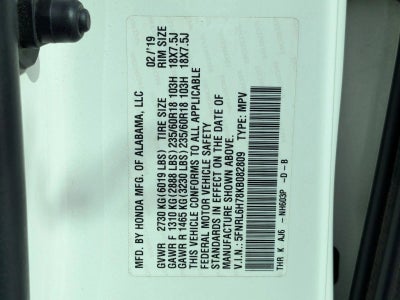 MFD. BY HONDA MFG. OF ALABAMA, LLC 02/'19
GVWR 2730 KG(6019 LBS) TIRE SIZE RIM SIZE
GAWR F 1310 KG(2888 LBS) 235/60R18 103H 18X7.5J
GAWR R 1465 KG(3230 LBS) 235/60R18 103H 18X7.5J
THIS VEHICLE CONFORMS TO ALL APPLICABLE
FEDERAL MOTOR VEHICLE SAFETY
STANDARDS IN EFFECT ON THE DATE OF
MANUFACTURE SHOWN ABOVE.
V.I.N.: 5FNRL6H78KB082809 TYPE: MPV
THR K AJ6 -NH603P -D-B